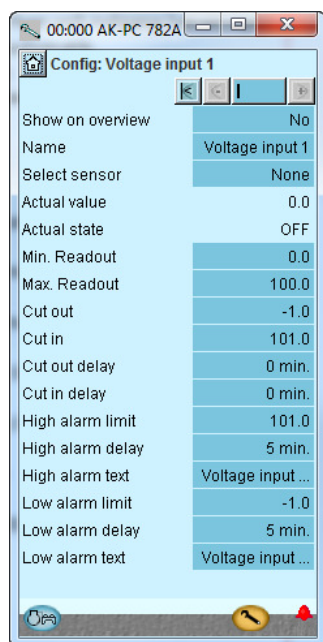 00:000 AK-PC 782A
Config: Voltage input 1
Show on overview No
Name Voltage input 1
Select sensor None
Actual value 0.0
Actual state OFF
Min. Readout 0.0
Max. Readout 100.0
Cut out -1.0
Cut in 101.0
Cut out delay 0 min.
Cut in delay 0 min.
High alarm limit 101.0
High alarm delay 5 min.
High alarm text Voltage input ...
Low alarm limit -1.0
Low alarm delay 5 min.
Low alarm text Voltage input ...